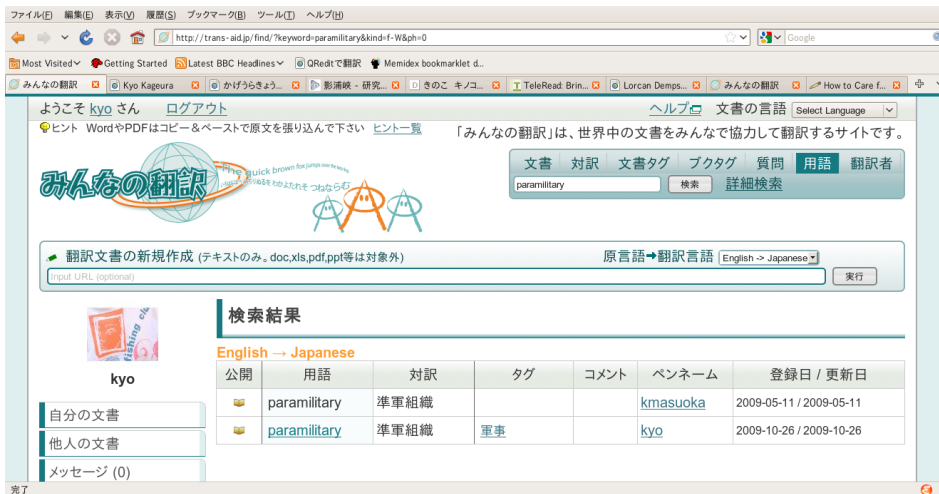 ファイル(F) 編集(E) 表示(V) 履歴(S) ブックマーク(B) ツール(T) ヘルプ(H)
http://trans-aid.jp/find/?keyword=paramilitary&kind=f-W&ph=0 Google
Most Visited Getting Started Latest BBC Headlines QReditで翻訳 Memidex bookmarklet d...
みんなの翻訳 Kyo Kageura かげうらきょう... 影浦峡 - 研究... きのこ キノコ... TeleRead: Brin... Lorcan Demps... みんなの翻訳 How to Care f...
ようこそ kyo さん ログアウト ヘルプ 文書の言語 Select Language
ヒント WordやPDFはコピー＆ペーストで原文を張り込んで下さい ヒント一覧
「みんなの翻訳」は、世界中の文書をみんなで協力して翻訳するサイトです。
文書 対訳 文書タグ ブクタグ 質問 用語 翻訳者
paramilitary 検索 詳細検索
The quick brown fox jumps over the
みんなの翻訳
翻訳文書の新規作成 (テキストのみ。doc,xls,pdf,ppt等は対象外) 原言語➡翻訳言語 English -> Japanese
Input URL (optional) 実行
fishing
kyo
自分の文書
他人の文書
メッセージ (0)
検索結果
English → Japanese
公開 用語 対訳 タグ コメント ペンネーム 登録日 / 更新日
paramilitary 準軍組織 kmasuoka 2009-05-11 / 2009-05-11
paramilitary 準軍組織 軍事 kyo 2009-10-26 / 2009-10-26
完了